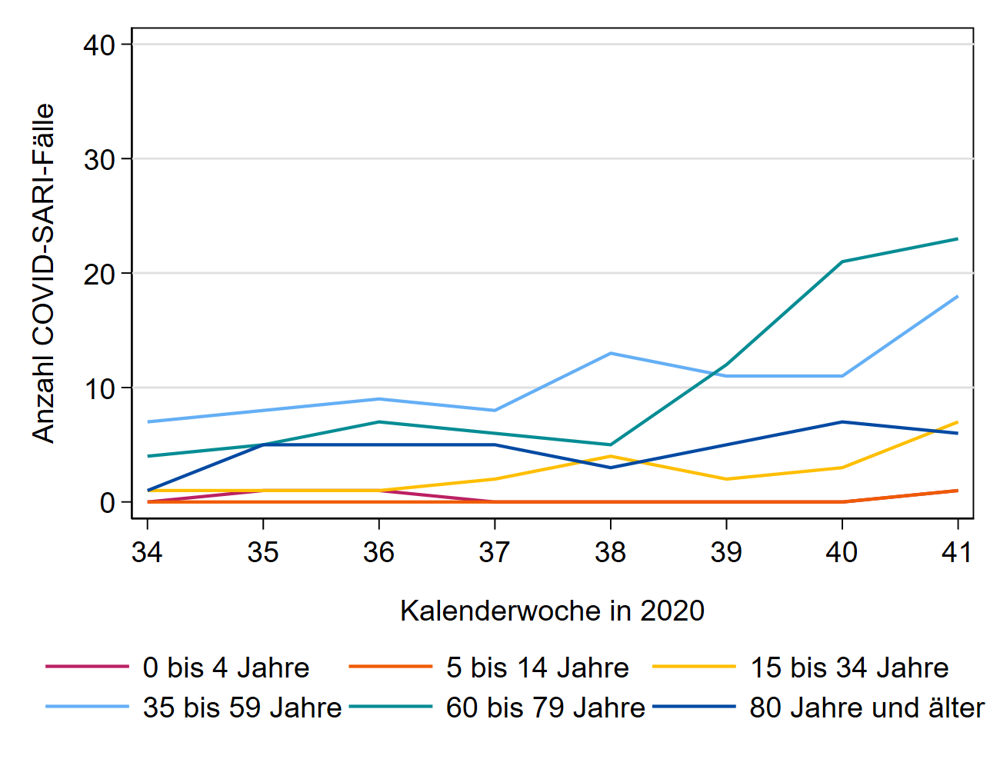 40
30
20
10
0
Anzahl COVID-SARI-Fälle
34 35 36 37 38 39 40 41
Kalenderwoche in 2020
0 bis 4 Jahre 5 bis 14 Jahre 15 bis 34 Jahre
35 bis 59 Jahre 60 bis 79 Jahre 80 Jahre und älter